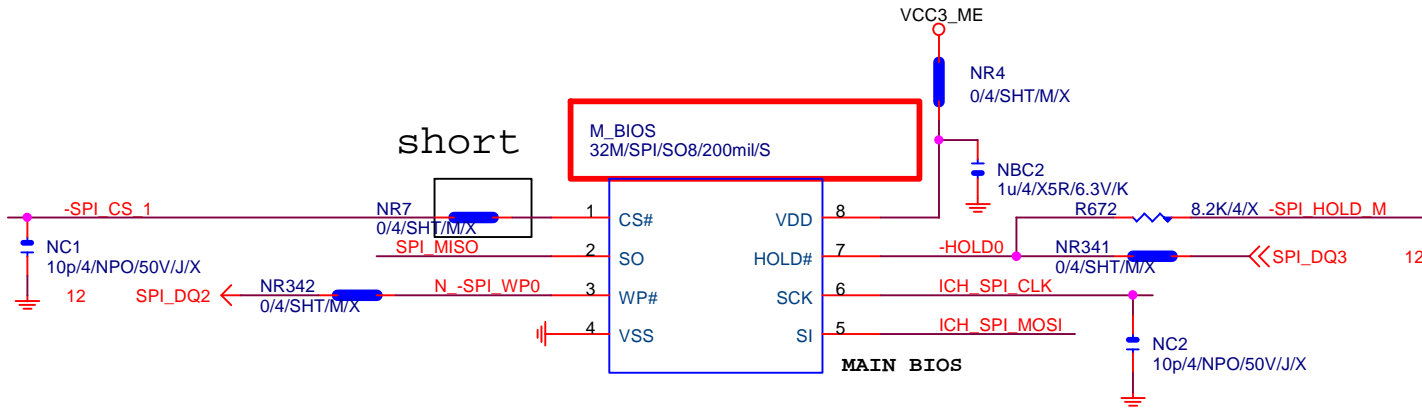 VCC3_ME
NR4
0/4/SHT/M/X
M_BIOS
32M/SPI/SO8/200mil/S
short
NBC2
1u/4/X5R/6.3V/K
-SPI_CS_1
NR7
0/4/SHT/M/X
1
CS#
VDD
8
R672
8.2K/4/X
-SPI_HOLD_M
NC1
10p/4/NPO/50V/J/X
SPI_MISO
2
SO
HOLD#
7
-HOLD0
NR341
0/4/SHT/M/X
SPI_DQ3
12
12
SPI_DQ2
NR342
0/4/SHT/M/X
N_-SPI_WP0
3
WP#
SCK
6
ICH_SPI_CLK
4
VSS
SI
5
ICH_SPI_MOSI
NC2
10p/4/NPO/50V/J/X
MAIN BIOS